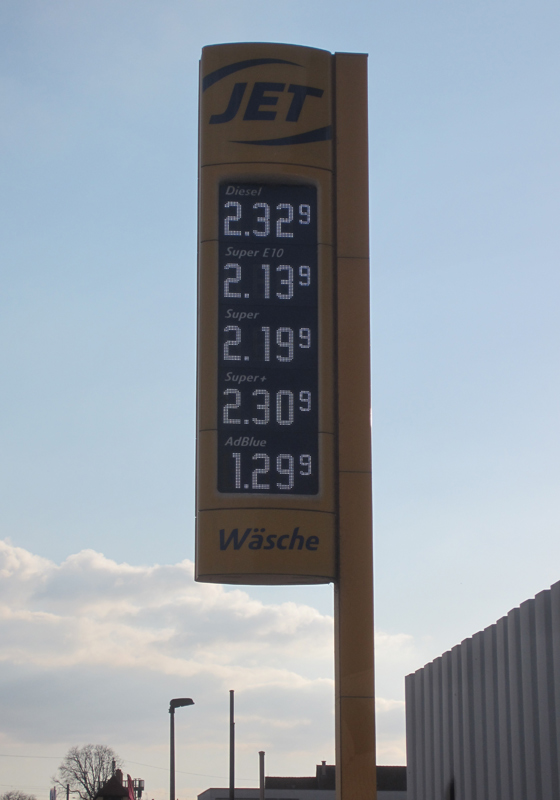 JET
Diesel
2.32⁹
Super E10
2.13⁹
Super
2.19⁹
Super+
2.30⁹
AdBlue
1.29⁹
Wäsche